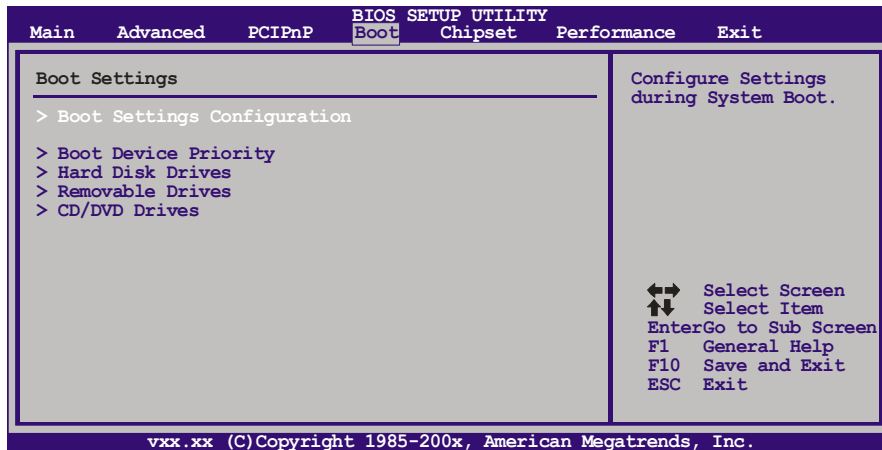 BIOS SETUP UTILITY
Main Advanced PCIPnP Boot Chipset Performance Exit
Boot Settings
> Boot Settings Configuration
> Boot Device Priority
> Hard Disk Drives
> Removable Drives
> CD/DVD Drives
Configure Settings
during System Boot.
Select Screen
Select Item
EnterGo to Sub Screen
F1 General Help
F10 Save and Exit
ESC Exit
vxx.xx (C)Copyright 1985-200x, American Megatrends, Inc.